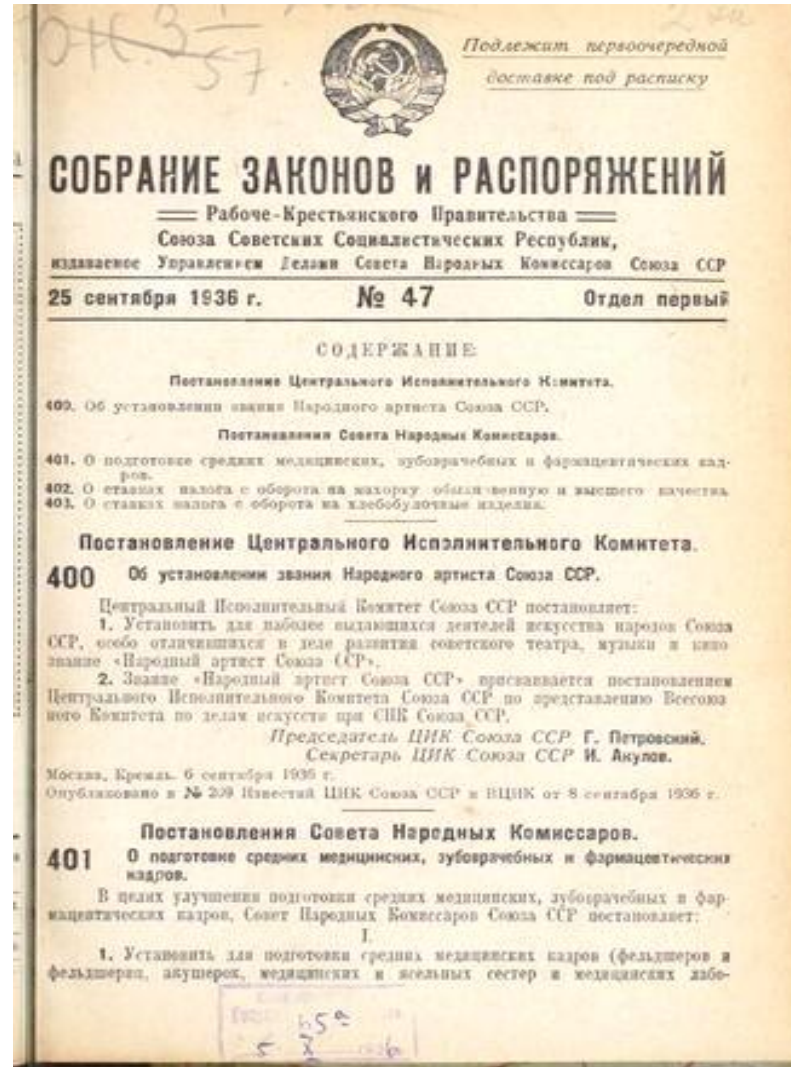 Подлежит первоочередной
доставке под расписку
СОБРАНИЕ ЗАКОНОВ и РАСПОРЯЖЕНИЙ
Рабоче-Крестьянского Правительства
Союза Советских Социалистических Республик,
издаваемое Управлением Делами Совета Народных Комиссаров Союза ССР
25 сентября 1936 г. № 47 Отдел первый
СОДЕРЖАНИЕ:
Постановление Центрального Исполнительного Комитета.
400. Об установлении звания Народного артиста Союза ССР.
Постановления Совета Народных Комиссаров.
401. О подготовке средних медицинских, зубоврачебных и фармацевтических кад-
ров.
402. О ставках налога с оборота на махорку обыкновенную и высшего качества
403. О ставках налога с оборота на хлебобулочные изделия.
Постановление Центрального Исполнительного Комитета.
400 Об установлении звания Народного артиста Союза ССР.
Центральный Исполнительный Комитет Союза ССР постановляет:
1. Установить для наиболее выдающихся деятелей искусства народов Союза
ССР, особо отличившихся в деле развития советского театра, музыки и кино
звание «Народный артист Союза ССР».
2. Звание «Народный артист Союза ССР» присваивается постановлением
Центрального Исполнительного Комитета Союза ССР по представлению Всесоюз
ного Комитета по делам искусств при СНК Союза ССР.
Председатель ЦИК Союза ССР Г. Петровский.
Секретарь ЦИК Союза ССР И. Акулов.
Москва, Кремль. 6 сентября 1936 г.
Опубликовано в № 209 Известий ЦИК Союза ССР и ВЦИК от 8 сентября 1936 г.
Постановления Совета Народных Комиссаров.
401 О подготовке средних медицинских, зубоврачебных и фармацевтических
кадров.
В целях улучшения подготовки средних медицинских, зубоврачебных и фар-
мацевтических кадров, Совет Народных Комиссаров Союза ССР постановляет:
I.
1. Установить для подготовки средних медицинских кадров (фельдшеров и
фельдшериц, акушерок, медицинских и ясельных сестер и медицинских лабо-